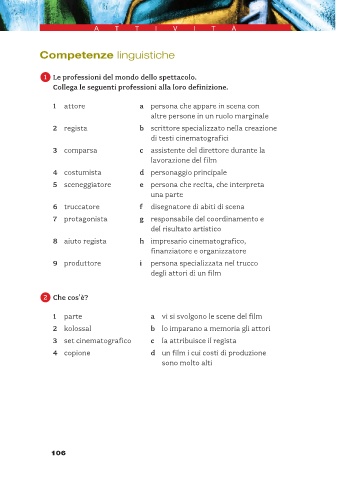 ATTIVITÀ
Competenze linguistiche
1 Le professioni del mondo dello spettacolo.
Collega le seguenti professioni alla loro definizione.
1 attore a persona che appare in scena con
altre persone in un ruolo marginale
2 regista b scrittore specializzato nella creazione
di testi cinematografici
3 comparsa c assistente del direttore durante la
lavorazione del film
4 costumista d personaggio principale
5 sceneggiatore e persona che recita, che interpreta
una parte
6 truccatore f disegnatore di abiti di scena
7 protagonista g responsabile del coordinamento e
del risultato artistico
8 aiuto regista h impresario cinematografico,
finanziatore e organizzatore
9 produttore i persona specializzata nel trucco
degli attori di un film
2 Che cos'è?
1 parte a vi si svolgono le scene del film
2 kolossal b lo imparano a memoria gli attori
3 set cinematografico c la attribuisce il regista
4 copione d un film i cui costi di produzione
sono molto alti
106